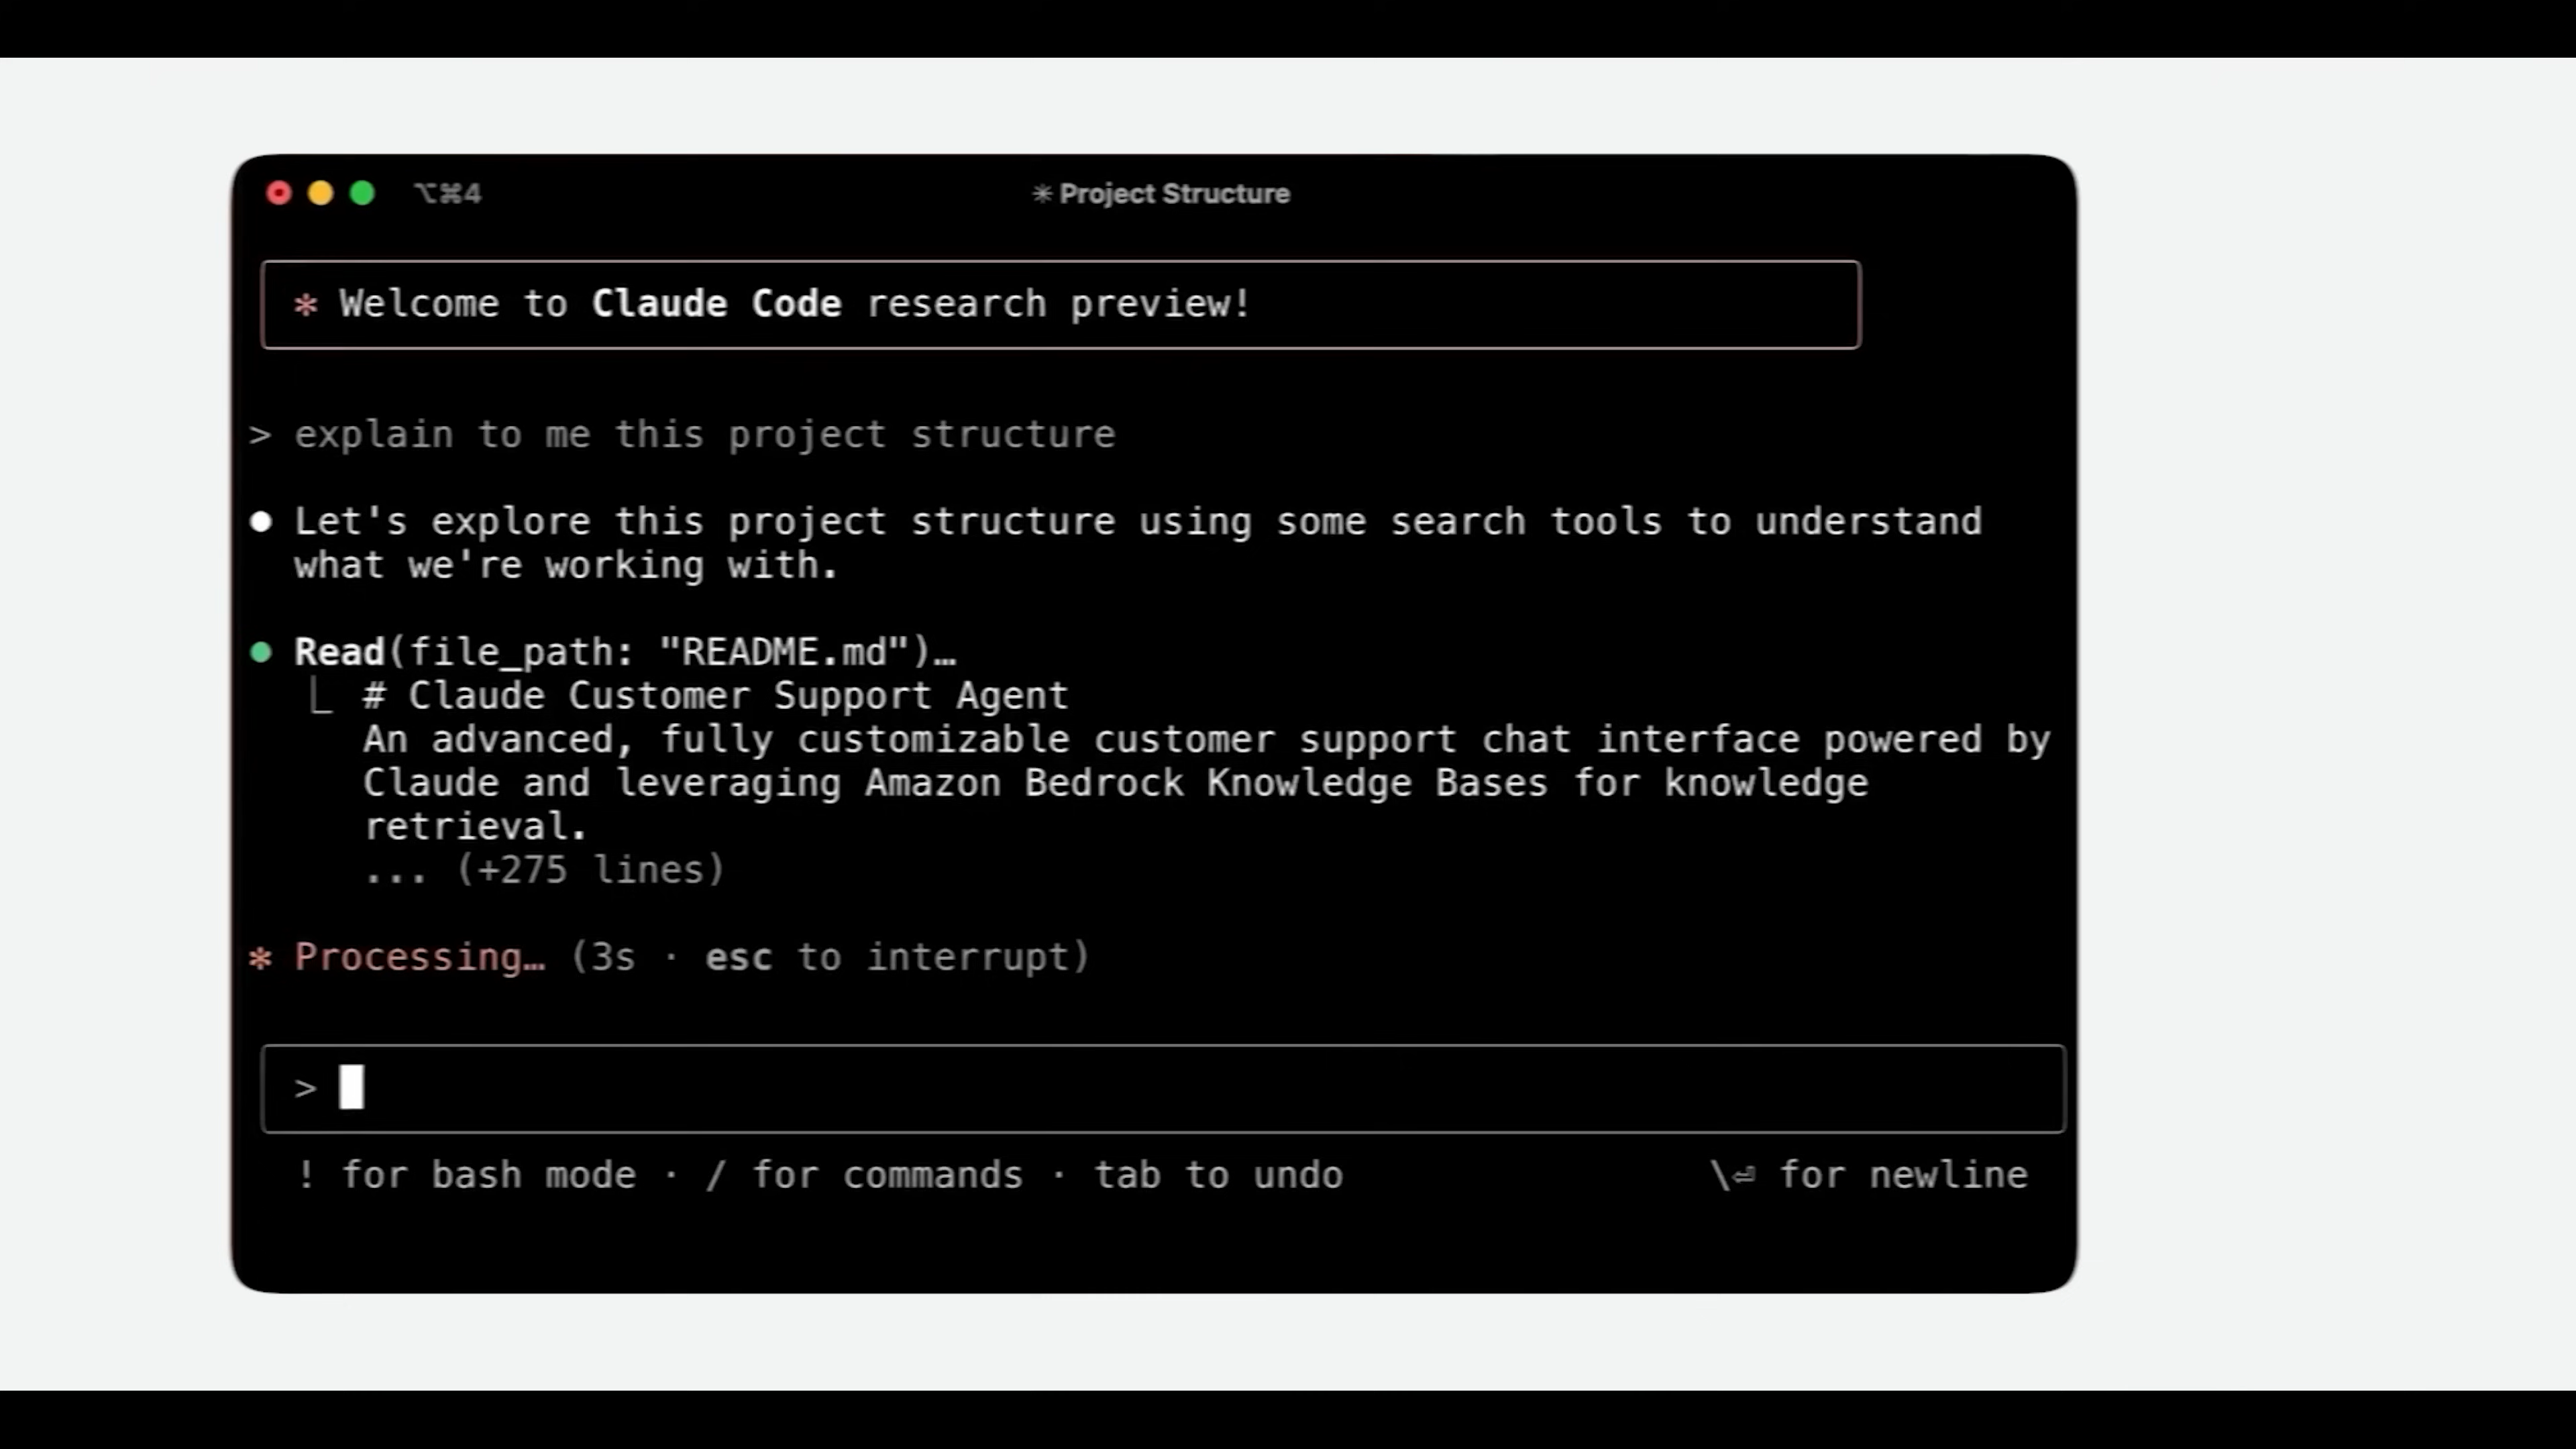 ⌥⌘4
✳ Project Structure
* Welcome to Claude Code research preview!
> explain to me this project structure
● Let's explore this project structure using some search tools to understand
what we're working with.
● Read(file_path: "README.md")…
⎿ # Claude Customer Support Agent
An advanced, fully customizable customer support chat interface powered by
Claude and leveraging Amazon Bedrock Knowledge Bases for knowledge
retrieval.
... (+275 lines)
* Processing… (3s · esc to interrupt)
>
! for bash mode · / for commands · tab to undo
\⏎ for newline